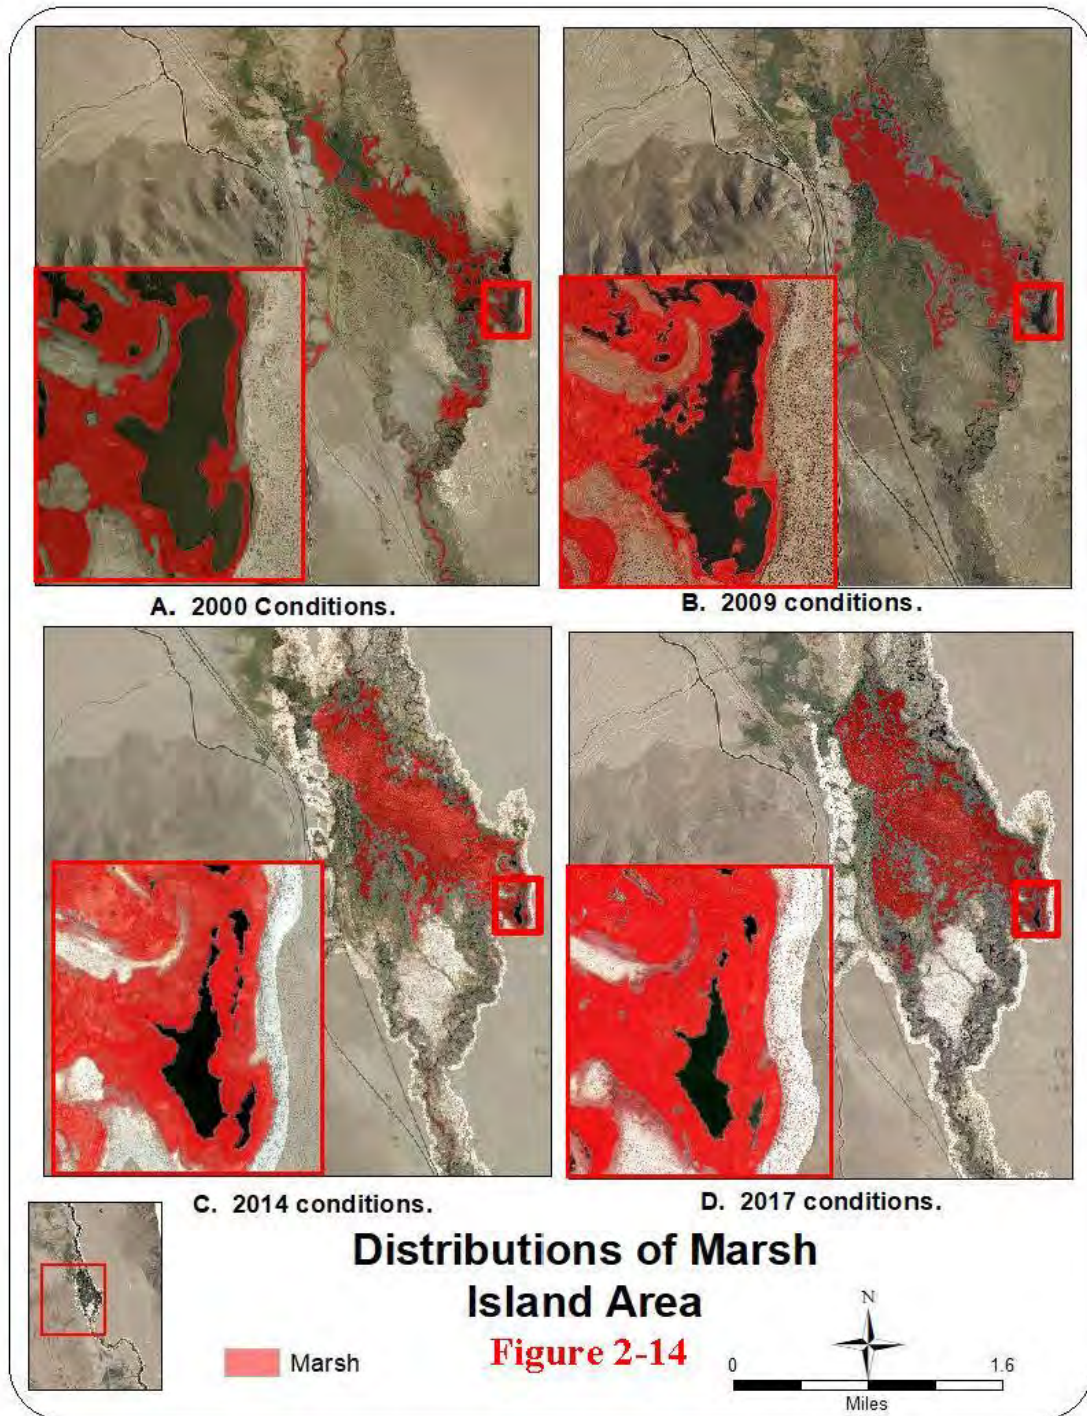 A. 2000 Conditions.
B. 2009 conditions.
C. 2014 conditions.
D. 2017 conditions.
Distributions of Marsh
Island Area
Figure 2-14
Marsh
N
0 1.6
Miles